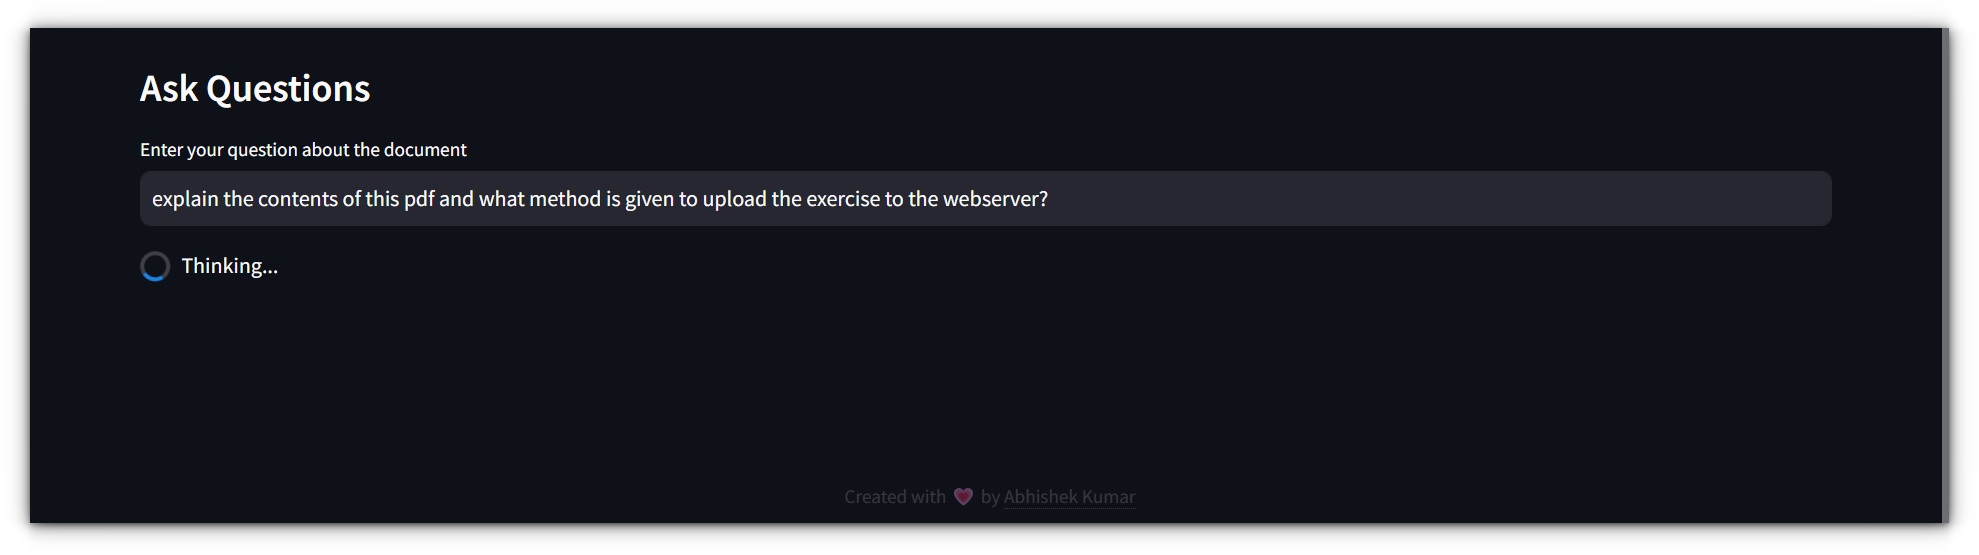 Ask Questions
Enter your question about the document
explain the contents of this pdf and what method is given to upload the exercise to the webserver?
Thinking...
Created with 💗 by Abhishek Kumar